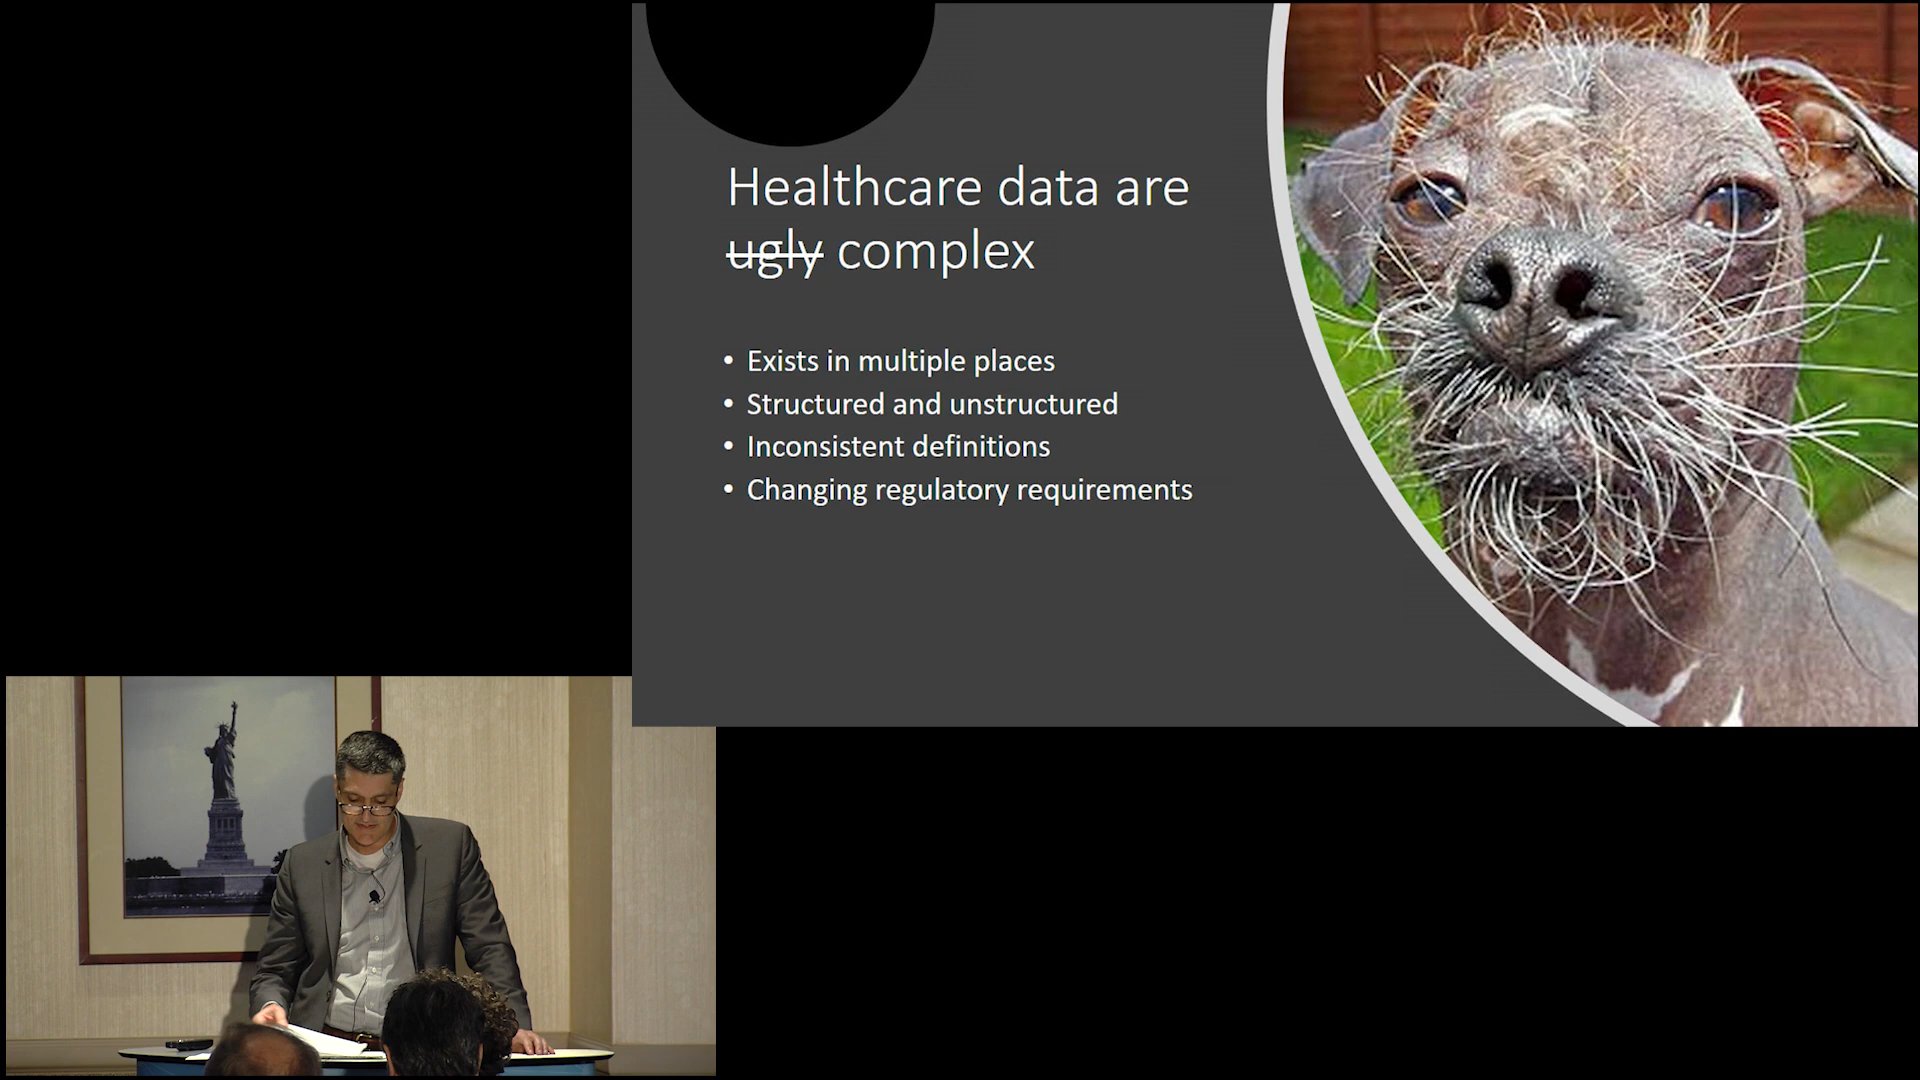 Healthcare data are
ugly complex
• Exists in multiple places
• Structured and unstructured
• Inconsistent definitions
• Changing regulatory requirements